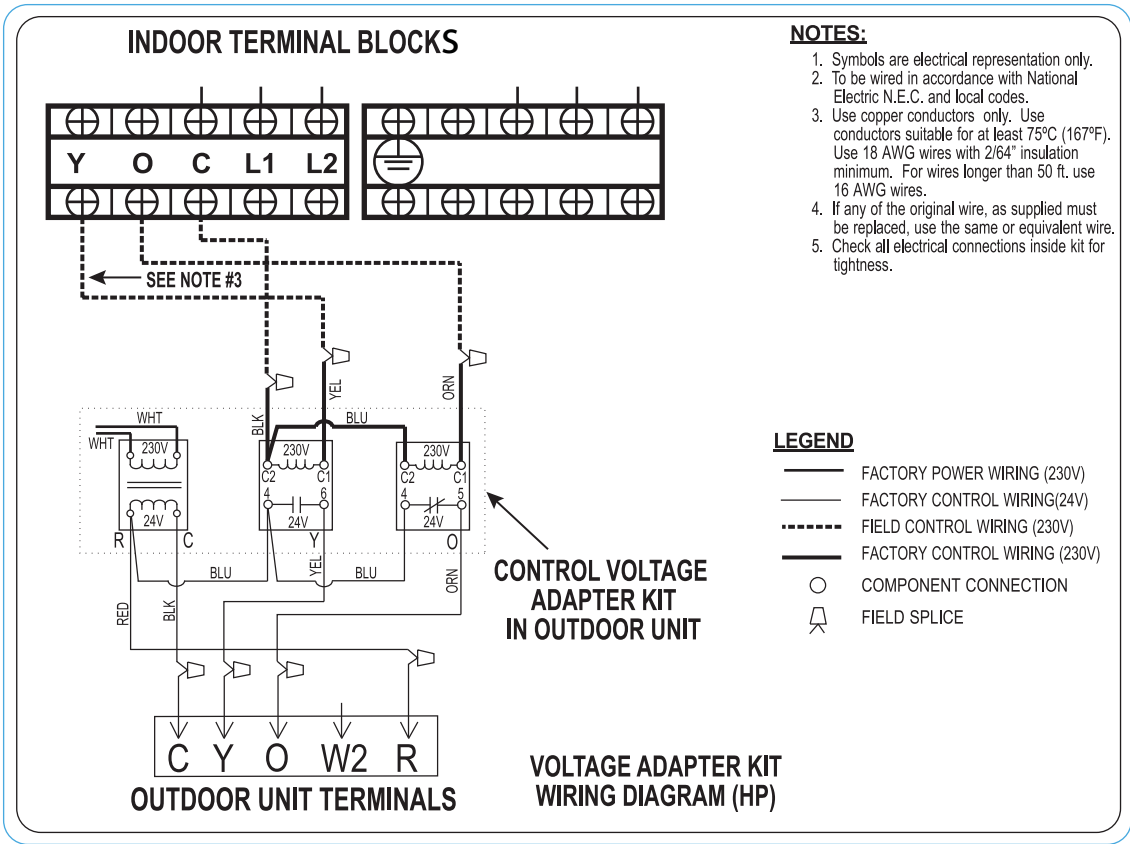 INDOOR TERMINAL BLOCKS
Y O C L1 L2
SEE NOTE #3
BLK
YEL
ORN
WHT
WHT
BLU
230V
24V
R C
230V
C2 C1
4 6
24V
Y
230V
C2 C1
4 5
24V
O
BLU
YEL
BLU
ORN
RED
BLK
CONTROL VOLTAGE
ADAPTER KIT
IN OUTDOOR UNIT
C Y O W2 R
OUTDOOR UNIT TERMINALS
VOLTAGE ADAPTER KIT
WIRING DIAGRAM (HP)
NOTES:
1. Symbols are electrical representation only.
2. To be wired in accordance with National
Electric N.E.C. and local codes.
3. Use copper conductors only. Use
conductors suitable for at least 75ºC (167ºF).
Use 18 AWG wires with 2/64" insulation
minimum. For wires longer than 50 ft. use
16 AWG wires.
4. If any of the original wire, as supplied must
be replaced, use the same or equivalent wire.
5. Check all electrical connections inside kit for
tightness.
LEGEND
FACTORY POWER WIRING (230V)
FACTORY CONTROL WIRING(24V)
FIELD CONTROL WIRING (230V)
FACTORY CONTROL WIRING (230V)
COMPONENT CONNECTION
FIELD SPLICE